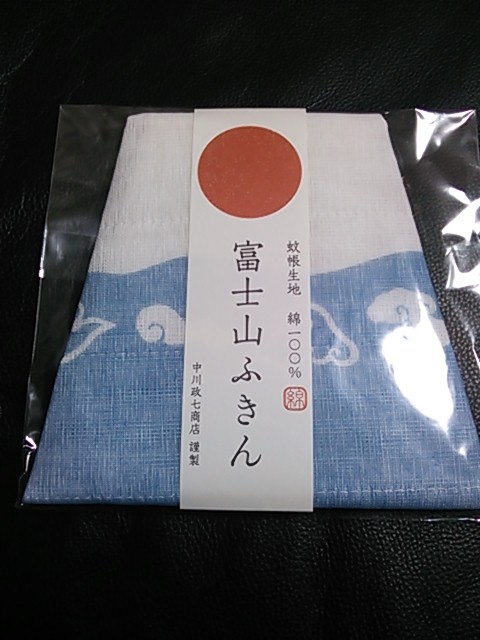 蚊帳生地 綿一〇〇%
綿
富士山ふきん
中川政七商店 謹製